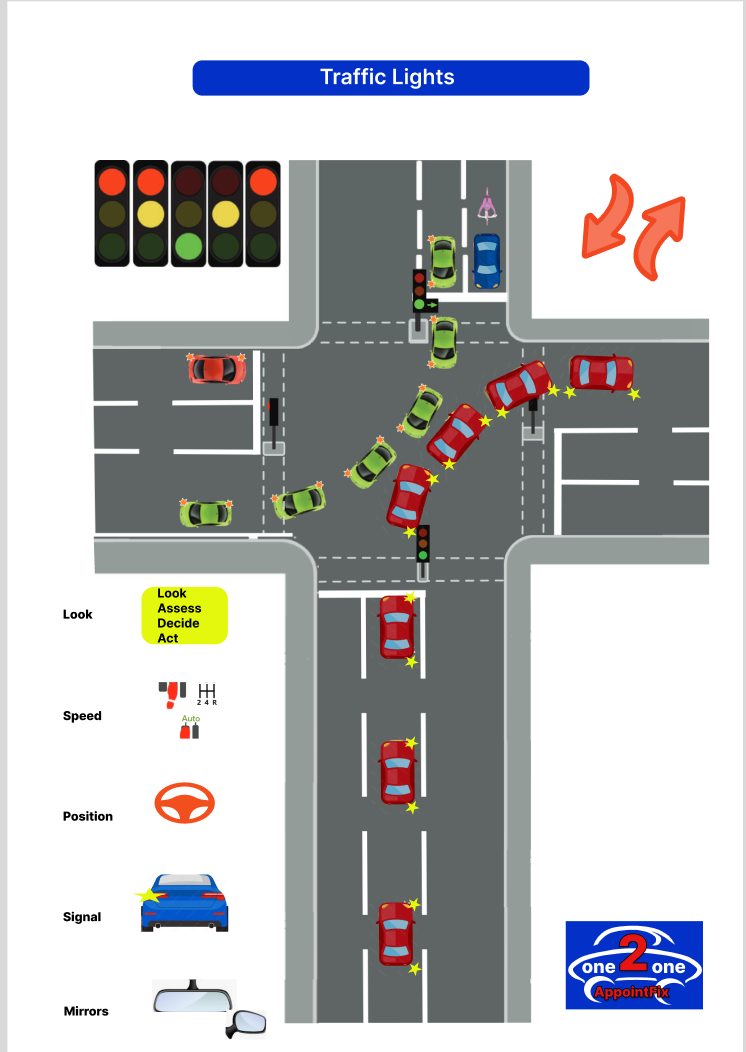 Traffic Lights
Look
Look
Assess
Decide
Act
Speed
2 4 R
Auto
Position
Signal
Mirrors
one 2 one
AppointFix